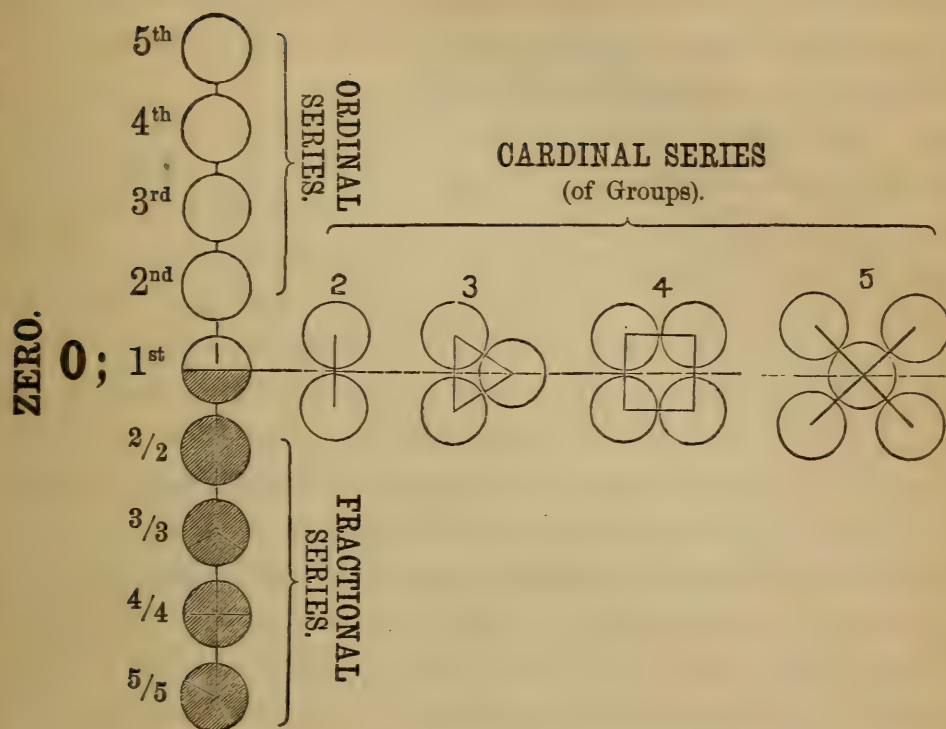 5th
4th
3rd
2nd
ORDINAL
SERIES.
CARDINAL SERIES
(of Groups).
2
3
4
5
ZERO.
0; 1st
2/2
3/3
4/4
5/5
FRACTIONAL
SERIES.